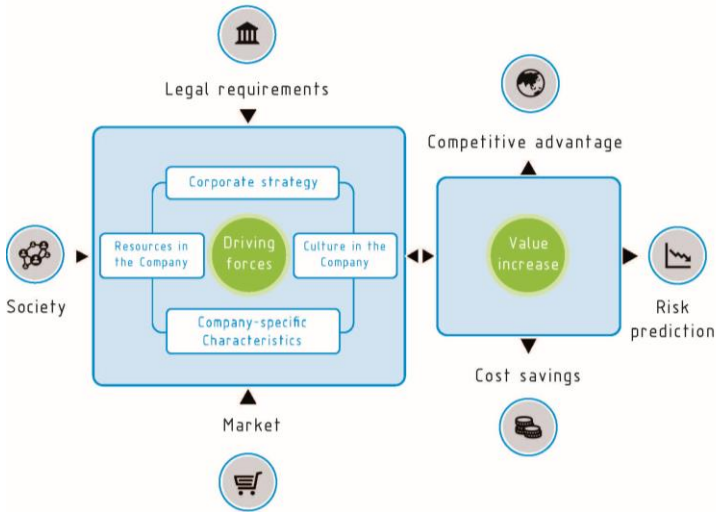 Legal requirements
Competitive advantage
Corporate strategy
Resources in
the Company
Driving
forces
Culture in the
Company
Value
increase
Society
Risk
prediction
Company-specific
Characteristics
Cost savings
Market